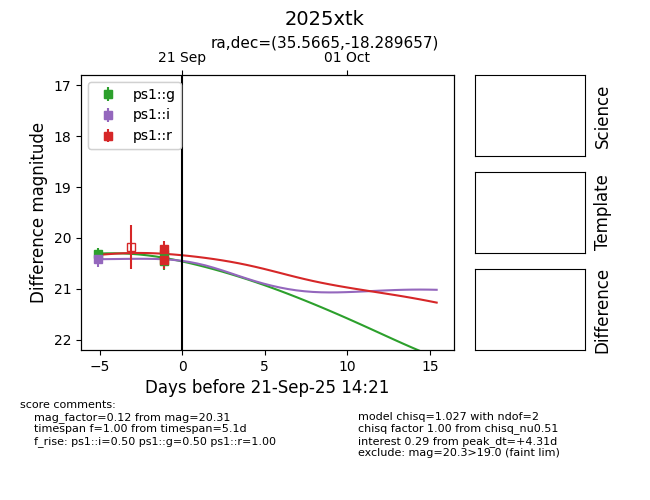 2025xtk
ra,dec=(35.5665,-18.289657)
21 Sep
01 Oct
17
18
19
20
21
22
Difference magnitude
ps1::g
ps1::i
ps1::r
−5
0
5
10
15
Days before 21-Sep-25 14:21
Science
Template
Difference
score comments:
mag_factor=0.12 from mag=20.31
timespan f=1.00 from timespan=5.1d
f_rise: ps1::i=0.50 ps1::g=0.50 ps1::r=1.00
model chisq=1.027 with ndof=2
chisq factor 1.00 from chisq_nu0.51
interest 0.29 from peak_dt=+4.31d
exclude: mag=20.3>19.0 (faint lim)